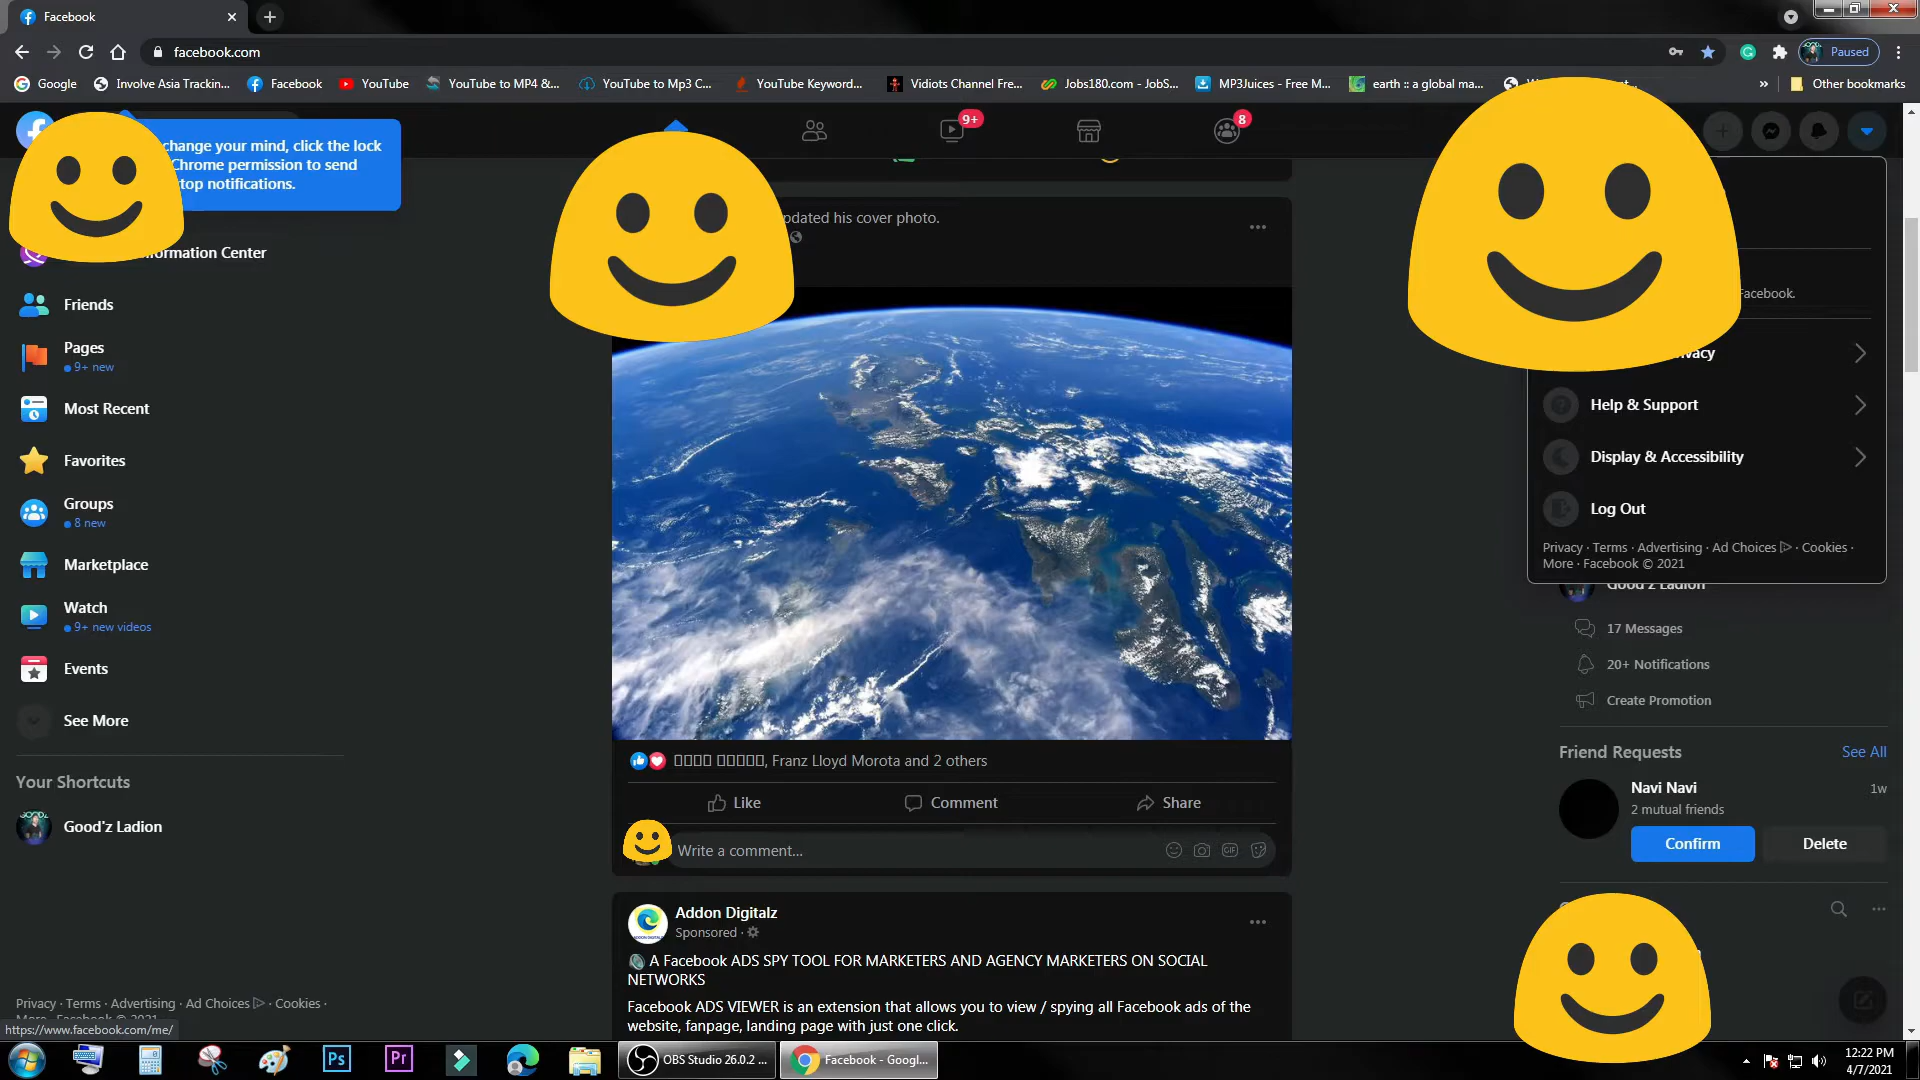 Facebook
facebook.com
Paused
Google
Involve Asia Trackin...
Facebook
YouTube
YouTube to MP4 &...
YouTube to Mp3 C...
YouTube Keyword...
Vidiots Channel Fre...
Jobs180.com - JobS...
MP3Juices - Free M...
earth :: a global ma...
Other bookmarks
9+
8
change your mind, click the lock
Chrome permission to send
notifications.
Center
Friends
Pages
9+ new
Most Recent
Favorites
Groups
8 new
Marketplace
Watch
9+ new videos
Events
See More
Your Shortcuts
Good'z Ladion
Privacy · Terms · Advertising · Ad Choices · Cookies ·
https://www.facebook.com/me/
his cover photo.
Franz Lloyd Morota and 2 others
Like
Comment
Share
Write a comment...
GIF
Addon Digitalz
Sponsored ·
A Facebook ADS SPY TOOL FOR MARKETERS AND AGENCY MARKETERS ON SOCIAL
NETWORKS
Facebook ADS VIEWER is an extension that allows you to view / spying all Facebook ads of the
website, fanpage, landing page with just one click.
Facebook.
Help & Support
Display & Accessibility
Log Out
Privacy · Terms · Advertising · Ad Choices · Cookies ·
More · Facebook © 2021
Good'z Ladion
17 Messages
20+ Notifications
Create Promotion
Friend Requests
See All
Navi Navi
1w
2 mutual friends
Confirm
Delete
Ps
Pr
OBS Studio 26.0.2 ...
Facebook - Googl...
12:22 PM
4/7/2021